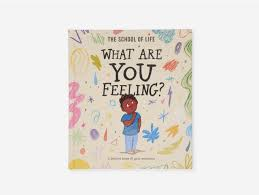 THE SCHOOL OF LIFE
WHAT ARE
YOU
FEELING?